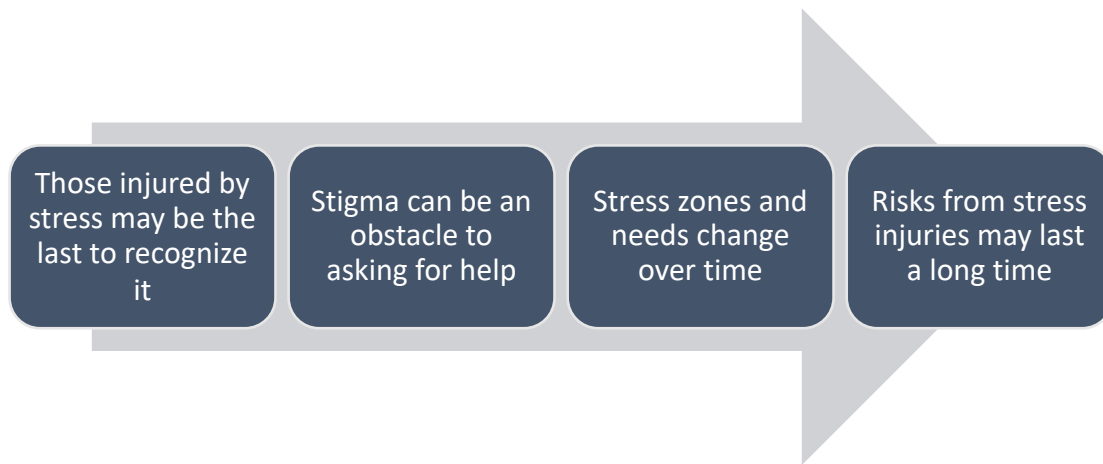 Those injured by
stress may be the
last to recognize
it
Stigma can be an
obstacle to
asking for help
Stress zones and
needs change
over time
Risks from stress
injuries may last
a long time